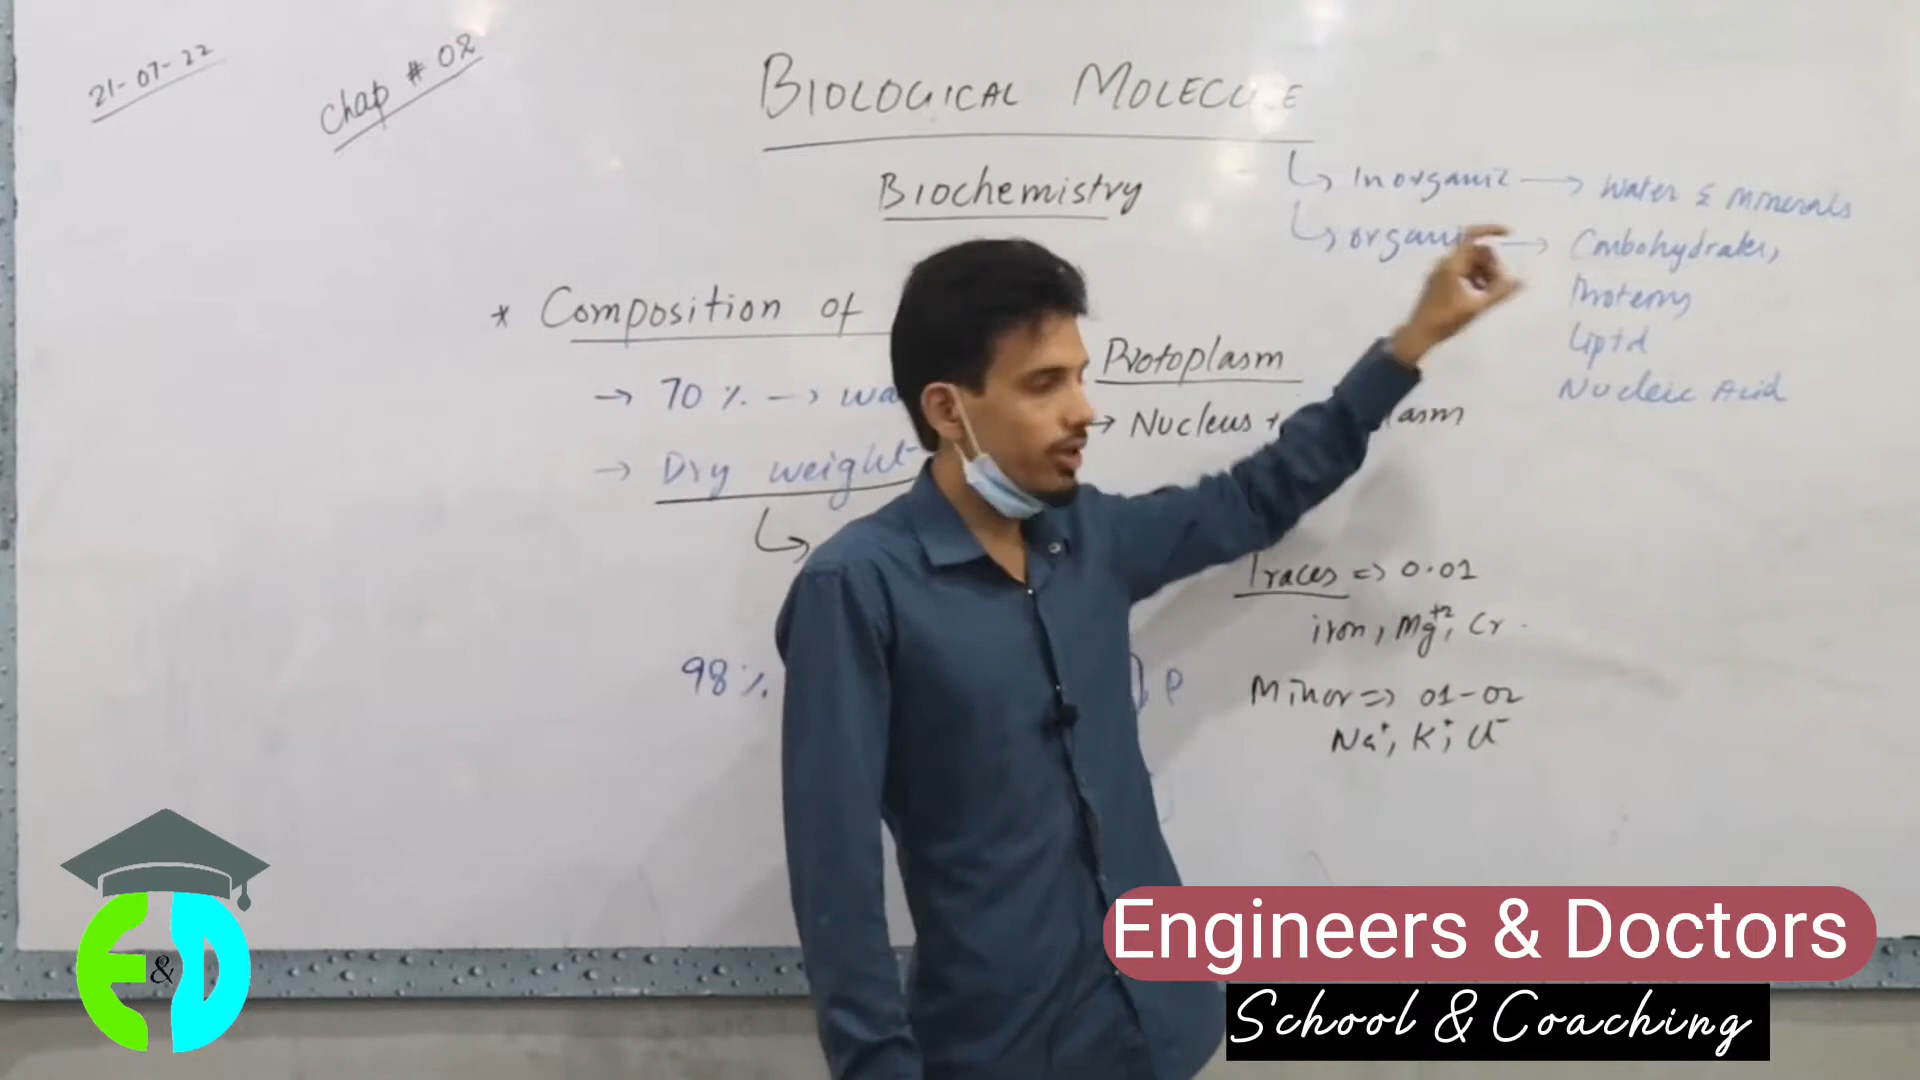 21-07-22
Chap # 02
BIOLOGICAL MOLECULE
Biochemistry
Inorganic → Water & Minerals
organic → Carbohydrates,
Proteins
Lipid
Nucleic Acid
* Composition of
→ 70 % → wa
→ Dry weight
Protoplasm
→ Nucleus +
98 %
P
Traces => 0.01
iron, Mg+2, Cr.
Minor => 01-02
Na+, K+, Cl-
E&D
Engineers & Doctors
School & Coaching